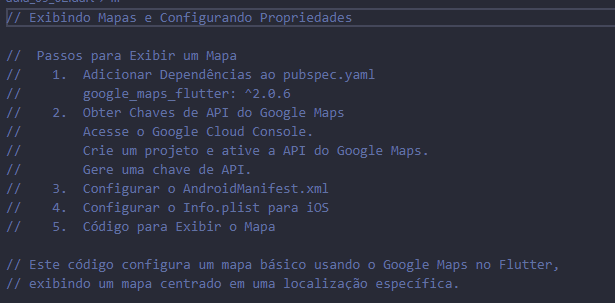 // Exibindo Mapas e Configurando Propriedades
//  Passos para Exibir um Mapa
//    1.  Adicionar Dependências ao pubspec.yaml
//        google_maps_flutter: ^2.0.6
//    2.  Obter Chaves de API do Google Maps
//        Acesse o Google Cloud Console.
//        Crie um projeto e ative a API do Google Maps.
//        Gere uma chave de API.
//    3.  Configurar o AndroidManifest.xml
//    4.  Configurar o Info.plist para iOS
//    5.  Código para Exibir o Mapa
// Este código configura um mapa básico usando o Google Maps no Flutter,
// exibindo um mapa centrado em uma localização específica.